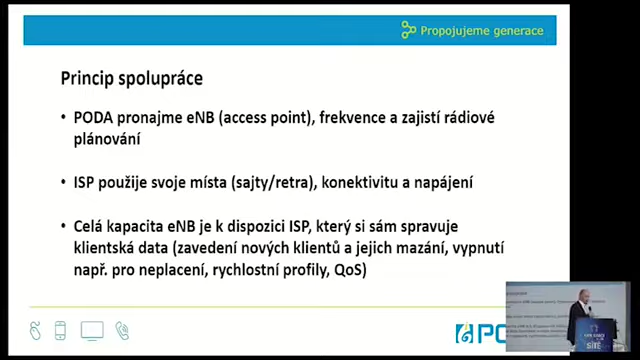 Propojujeme generace
Princip spolupráce
• PODA pronajme eNB (access point), frekvence a zajistí rádiové
plánování
• ISP použije svoje místa (sajty/retra), konektivitu a napájení
• Celá kapacita eNB je k dispozici ISP, který si sám spravuje
klientská data (zavedení nových klientů a jejich mazání, vypnutí
např. pro neplacení, rychlostní profily, QoS)